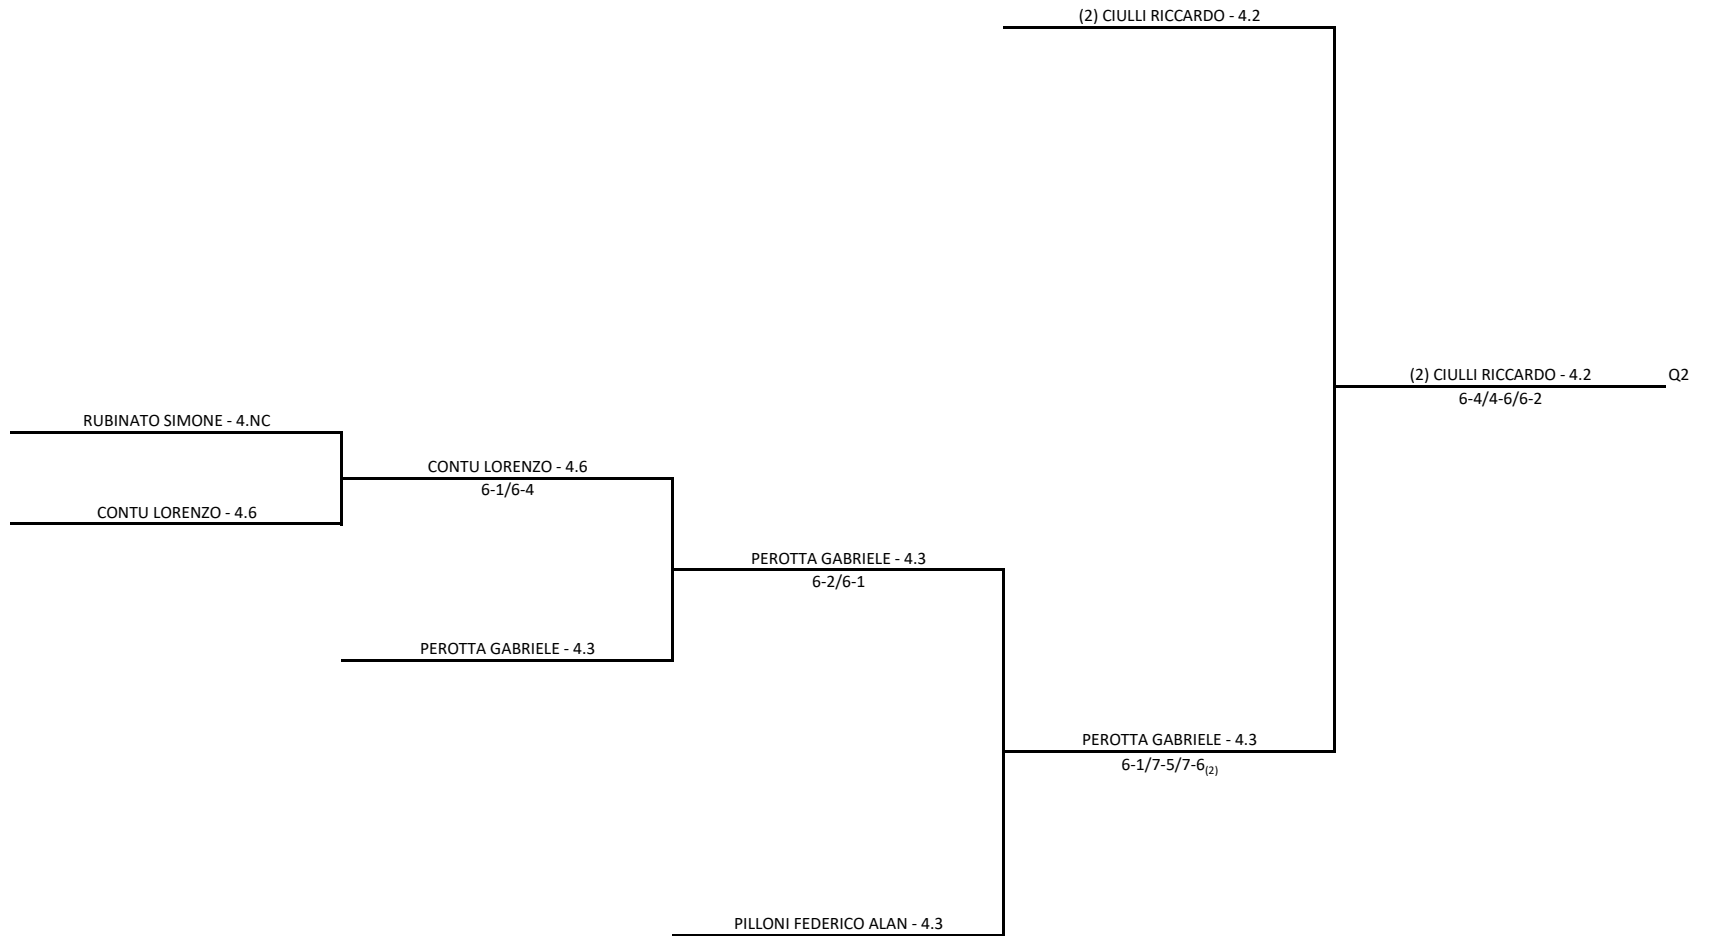 (2) CIULLI RICCARDO - 4.2
(2) CIULLI RICCARDO - 4.2
Q2
6-4/4-6/6-2
RUBINATO SIMONE - 4.NC
CONTU LORENZO - 4.6
6-1/6-4
CONTU LORENZO - 4.6
PEROTTA GABRIELE - 4.3
6-2/6-1
PEROTTA GABRIELE - 4.3
PEROTTA GABRIELE - 4.3
6-1/7-5/7-6(2)
PILLONI FEDERICO ALAN - 4.3